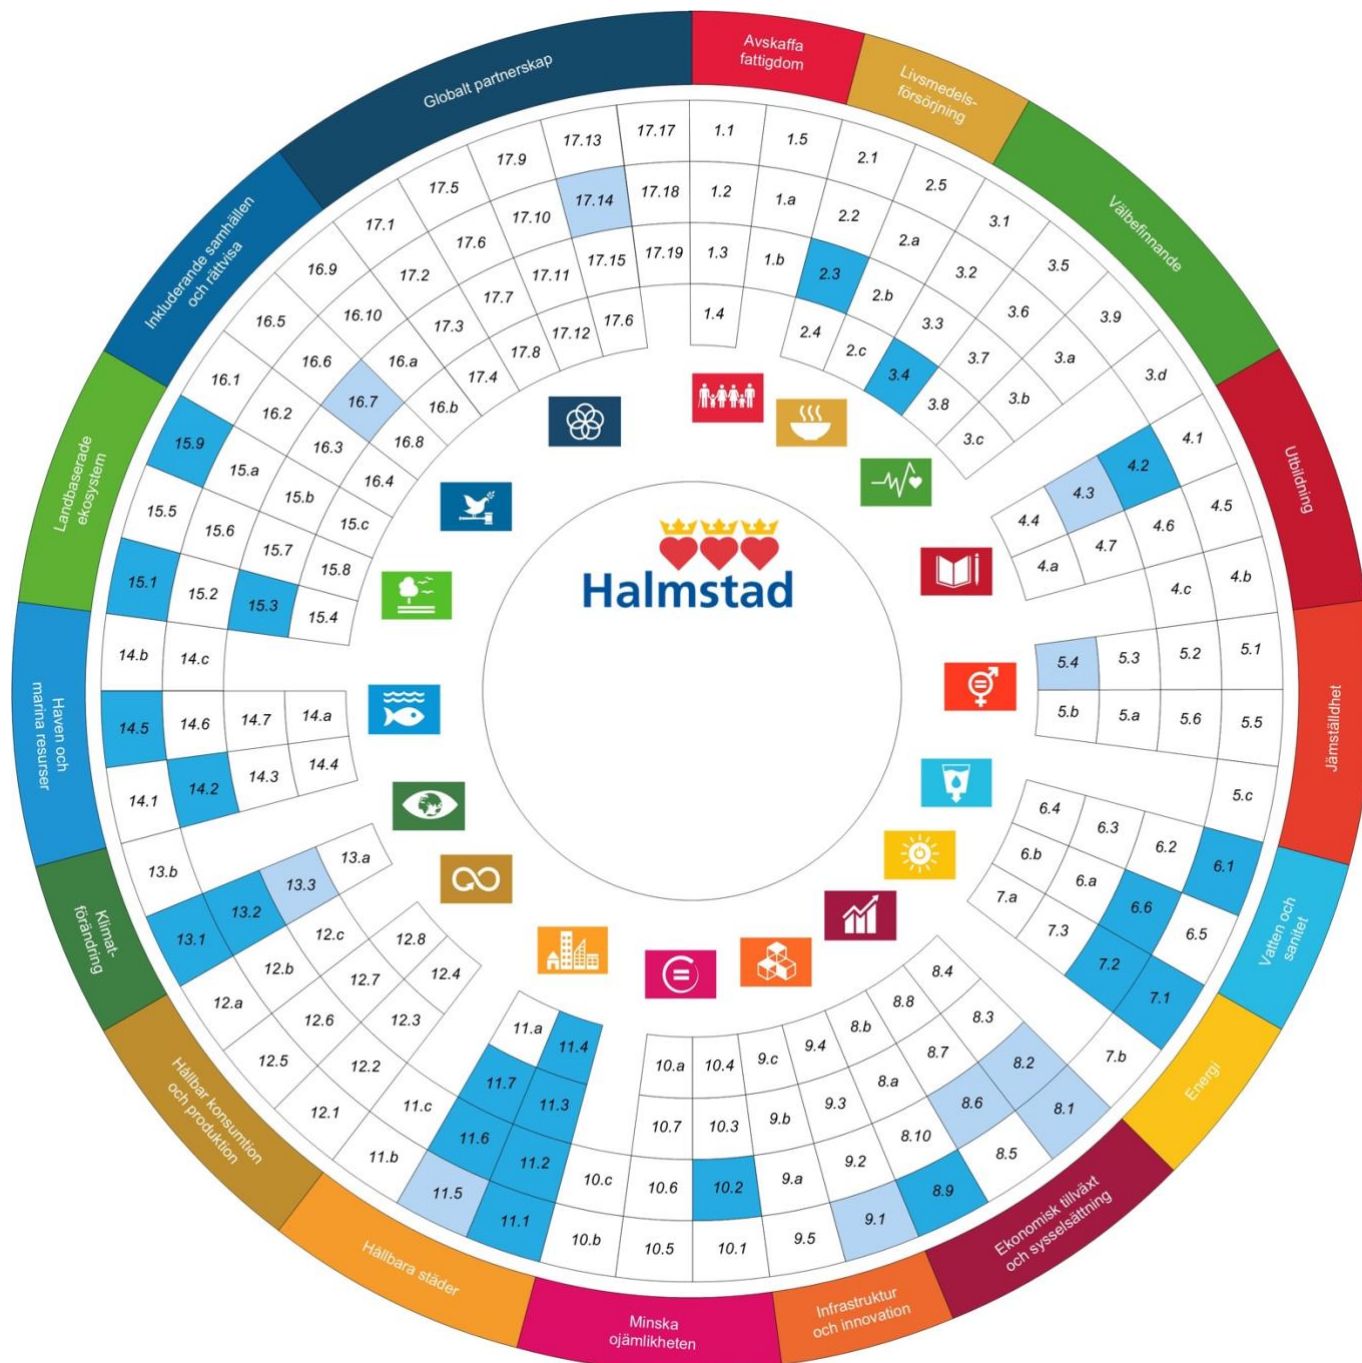 Avskaffa
fattigdom
Livsmedels-
försörjning
Välbefinnande
Utbildning
Jämställdhet
Vatten och
sanitet
Energi
Ekonomisk tillväxt
och sysselsättning
Infrastruktur
och innovation
Minska
ojämlikheten
Hållbara städer
Hållbar konsumtion
och produktion
Klimat-
förändring
Haven och
marina resurser
Landbaserade
ekosystem
Inkluderande samhällen
och rättvisa
Globalt partnerskap
1.1
1.2
1.3
1.4
1.5
1.a
1.b
2.1
2.2
2.3
2.4
2.5
2.a
2.b
2.c
3.1
3.2
3.3
3.4
3.5
3.6
3.7
3.8
3.9
3.a
3.b
3.c
3.d
4.1
4.2
4.3
4.4
4.5
4.6
4.7
4.a
4.b
4.c
5.1
5.2
5.3
5.4
5.5
5.6
5.a
5.b
5.c
6.1
6.2
6.3
6.4
6.5
6.6
6.a
6.b
7.1
7.2
7.3
7.a
7.b
8.1
8.2
8.3
8.4
8.5
8.6
8.7
8.8
8.9
8.10
8.a
8.b
9.1
9.2
9.3
9.4
9.5
9.a
9.b
9.c
10.1
10.2
10.3
10.4
10.5
10.6
10.7
10.a
10.b
10.c
11.1
11.2
11.3
11.4
11.5
11.6
11.7
11.a
11.b
11.c
12.1
12.2
12.3
12.4
12.5
12.6
12.7
12.8
12.a
12.b
12.c
13.1
13.2
13.3
13.a
13.b
14.1
14.2
14.3
14.4
14.5
14.6
14.7
14.a
14.b
14.c
15.1
15.2
15.3
15.4
15.5
15.6
15.7
15.8
15.9
15.a
15.b
15.c
16.1
16.2
16.3
16.4
16.5
16.6
16.7
16.8
16.9
16.10
16.a
16.b
17.1
17.2
17.3
17.4
17.5
17.6
17.7
17.8
17.9
17.10
17.11
17.12
17.13
17.14
17.15
17.6
17.17
17.18
17.19
Halmstad